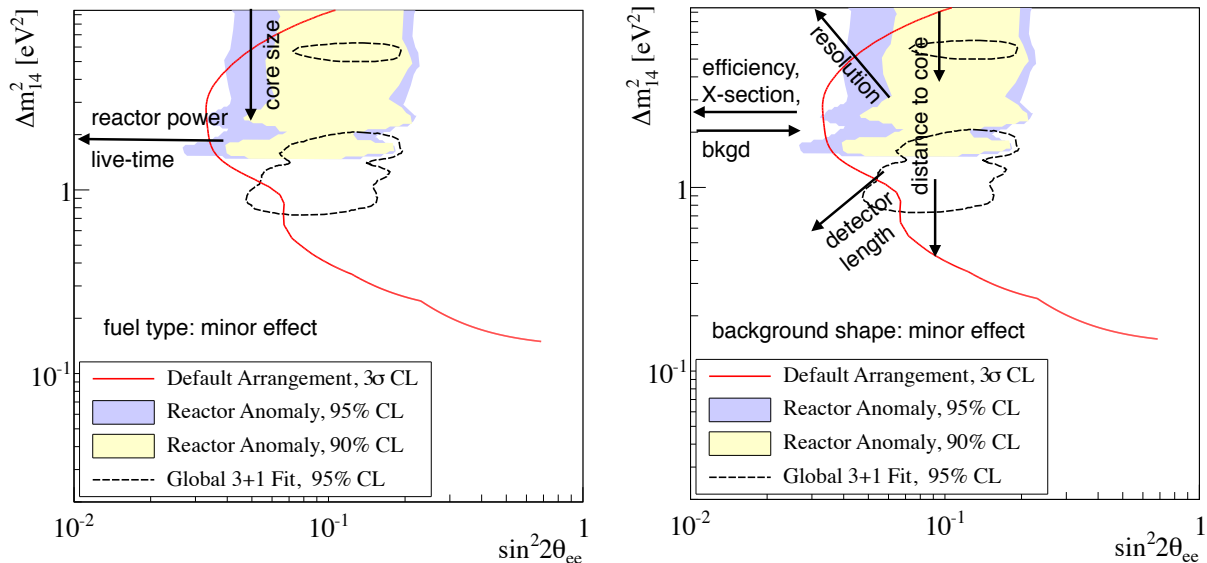 Δm²₁₄ [eV²]
core size
reactor power
live-time
1
fuel type: minor effect
10⁻¹
Default Arrangement, 3σ CL
Reactor Anomaly, 95% CL
Reactor Anomaly, 90% CL
Global 3+1 Fit, 95% CL
10⁻²
10⁻¹
1
sin²2θee
Δm²₁₄ [eV²]
resolution
efficiency,
X-section,
bkgd
distance to core
1
detector
length
background shape: minor effect
10⁻¹
Default Arrangement, 3σ CL
Reactor Anomaly, 95% CL
Reactor Anomaly, 90% CL
Global 3+1 Fit, 95% CL
10⁻²
10⁻¹
1
sin²2θee